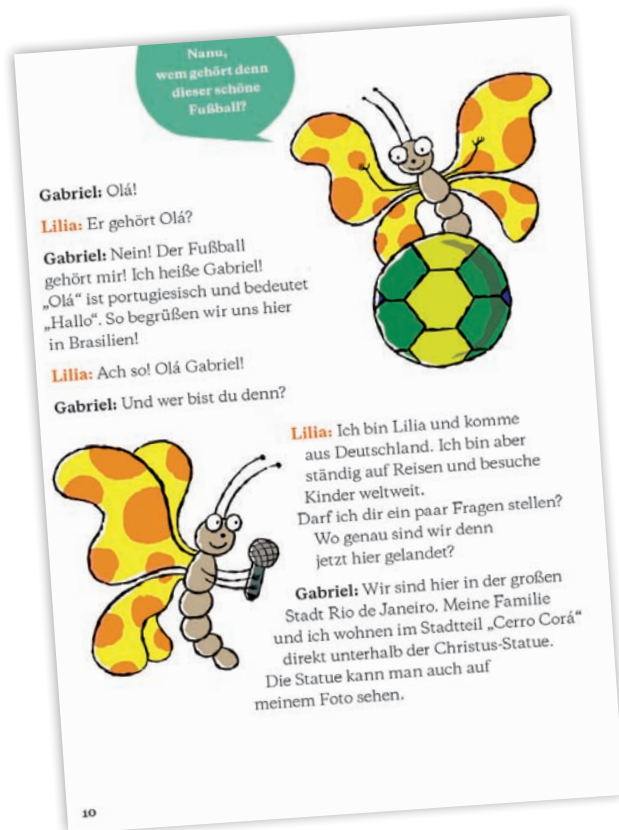 Nanu,
wem gehört denn
dieser schöne
Fußball?
Gabriel: Olá!
Lilia: Er gehört Olá?
Gabriel: Nein! Der Fußball
gehört mir! Ich heiße Gabriel!
„Olá“ ist portugiesisch und bedeutet
„Hallo“. So begrüßen wir uns hier
in Brasilien!
Lilia: Ach so! Olá Gabriel!
Gabriel: Und wer bist du denn?
Lilia: Ich bin Lilia und komme
aus Deutschland. Ich bin aber
ständig auf Reisen und besuche
Kinder weltweit.
Darf ich dir ein paar Fragen stellen?
Wo genau sind wir denn
jetzt hier gelandet?
Gabriel: Wir sind hier in der großen
Stadt Rio de Janeiro. Meine Familie
und ich wohnen im Stadtteil „Cerro Corá“
direkt unterhalb der Christus-Statue.
Die Statue kann man auch auf
meinem Foto sehen.
10